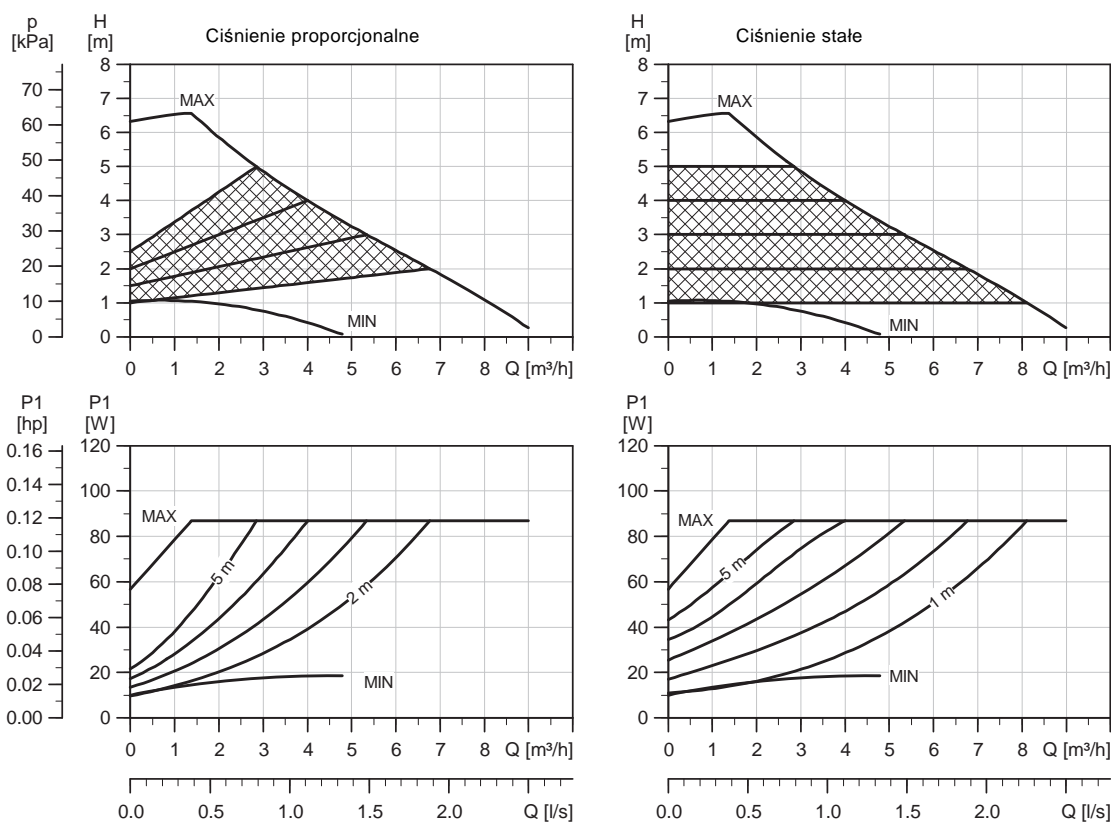 p
[kPa]
H
[m]
Ciśnienie proporcjonalne
H
[m]
Ciśnienie stałe
70
60
50
40
30
20
10
0
8
7
6
5
4
3
2
1
0
MAX
MIN
0 1 2 3 4 5 6 7 8 Q [m³/h]
8
7
6
5
4
3
2
1
0
MAX
MIN
0 1 2 3 4 5 6 7 8 Q [m³/h]
P1
[hp]
P1
[W]
P1
[W]
0.16
0.14
0.12
0.10
0.08
0.06
0.04
0.02
0.00
120
100
80
60
40
20
0
MAX
5 m
2 m
MIN
0 1 2 3 4 5 6 7 8 Q [m³/h]
0.0 0.5 1.0 1.5 2.0 Q [l/s]
120
100
80
60
40
20
0
MAX
5 m
1 m
MIN
0 1 2 3 4 5 6 7 8 Q [m³/h]
0.0 0.5 1.0 1.5 2.0 Q [l/s]